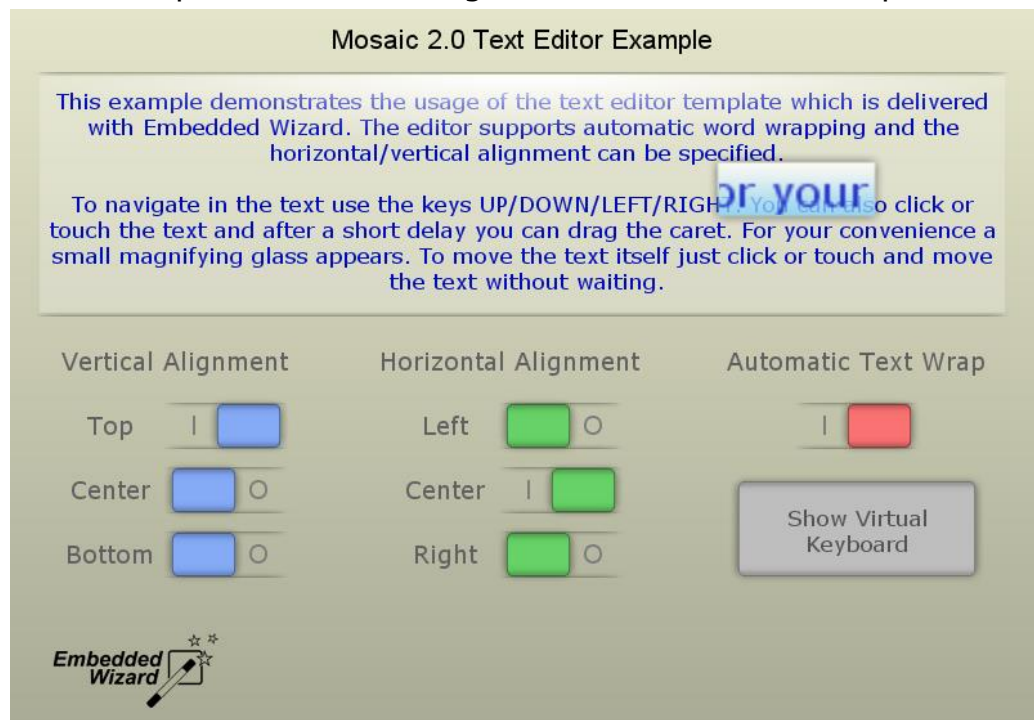 Mosaic 2.0 Text Editor Example
This example demonstrates the usage of the text editor template which is delivered
with Embedded Wizard. The editor supports automatic word wrapping and the
horizontal/vertical alignment can be specified.
or your
To navigate in the text use the keys UP/DOWN/LEFT/RIGHT. You can also click or
touch the text and after a short delay you can drag the caret. For your convenience a
small magnifying glass appears. To move the text itself just click or touch and move
the text without waiting.
Vertical Alignment
Top I
Center O
Bottom O
Horizontal Alignment
Left O
Center I
Right O
Automatic Text Wrap
I
Show Virtual
Keyboard
Embedded
Wizard